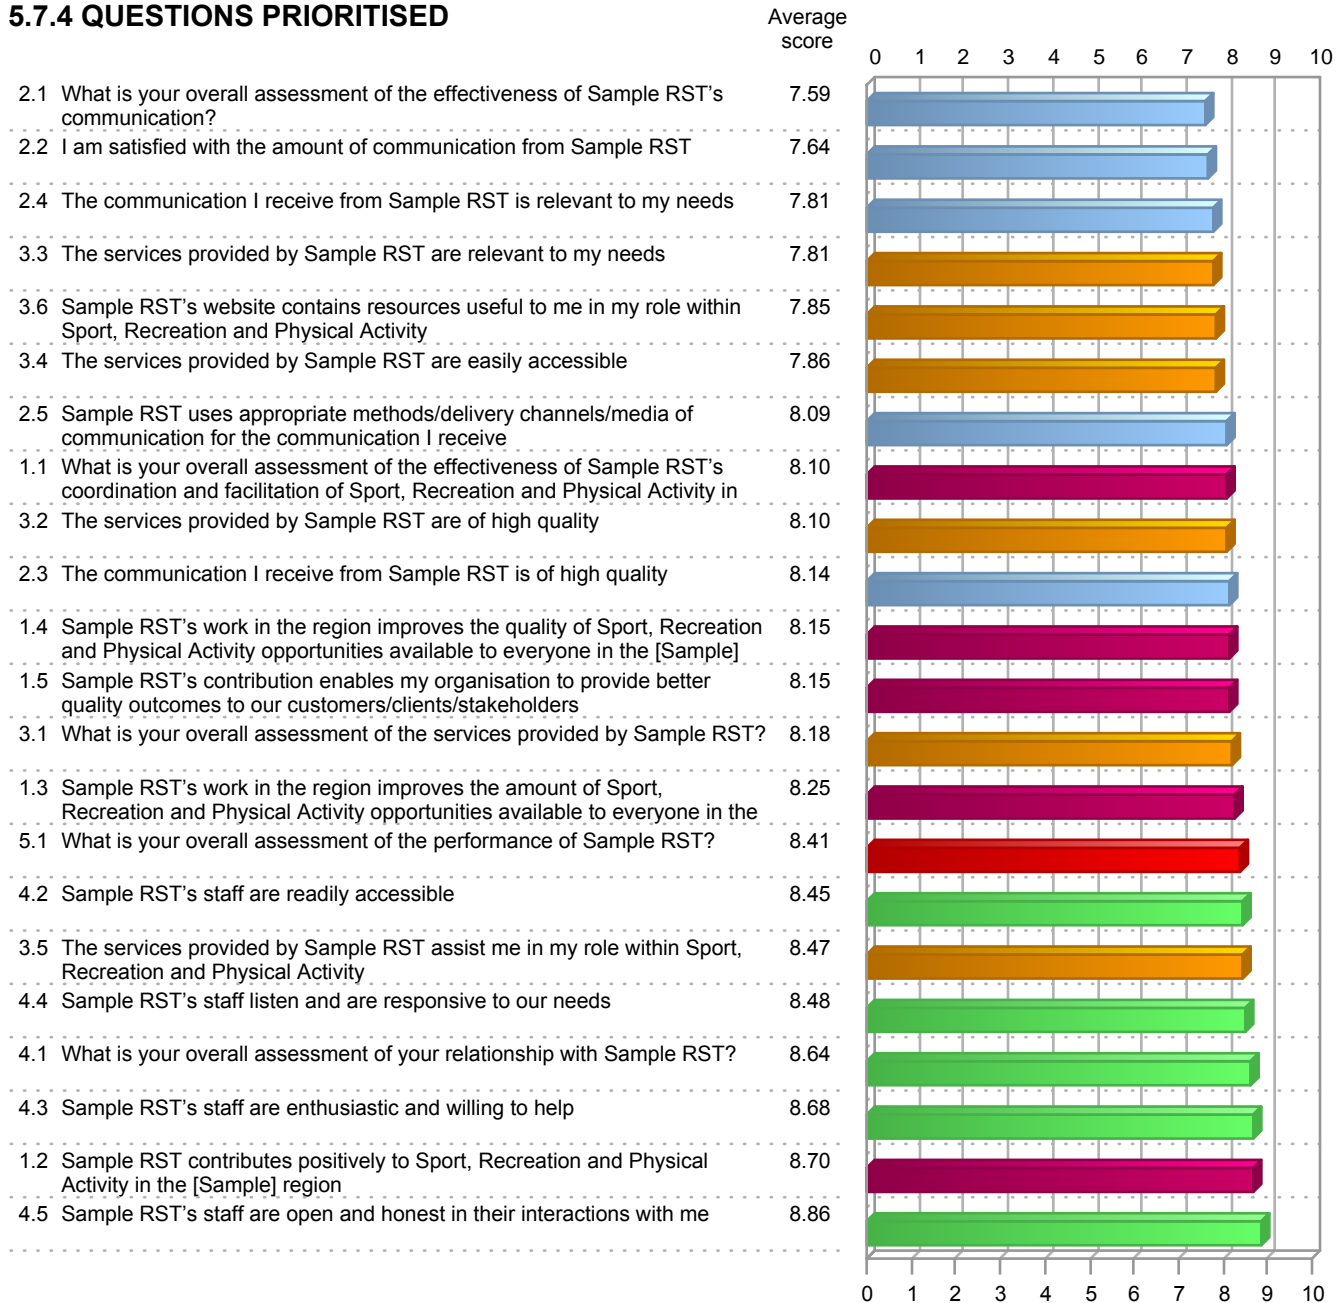 5.7.4 QUESTIONS PRIORITISED
Average
score
0 1 2 3 4 5 6 7 8 9 10
2.1 What is your overall assessment of the effectiveness of Sample RST’s 7.59
communication?
2.2 I am satisfied with the amount of communication from Sample RST 7.64
2.4 The communication I receive from Sample RST is relevant to my needs 7.81
3.3 The services provided by Sample RST are relevant to my needs 7.81
3.6 Sample RST’s website contains resources useful to me in my role within 7.85
Sport, Recreation and Physical Activity
3.4 The services provided by Sample RST are easily accessible 7.86
2.5 Sample RST uses appropriate methods/delivery channels/media of 8.09
communication for the communication I receive
1.1 What is your overall assessment of the effectiveness of Sample RST’s 8.10
coordination and facilitation of Sport, Recreation and Physical Activity in
3.2 The services provided by Sample RST are of high quality 8.10
2.3 The communication I receive from Sample RST is of high quality 8.14
1.4 Sample RST’s work in the region improves the quality of Sport, Recreation 8.15
and Physical Activity opportunities available to everyone in the [Sample]
1.5 Sample RST’s contribution enables my organisation to provide better 8.15
quality outcomes to our customers/clients/stakeholders
3.1 What is your overall assessment of the services provided by Sample RST? 8.18
1.3 Sample RST’s work in the region improves the amount of Sport, 8.25
Recreation and Physical Activity opportunities available to everyone in the
5.1 What is your overall assessment of the performance of Sample RST? 8.41
4.2 Sample RST’s staff are readily accessible 8.45
3.5 The services provided by Sample RST assist me in my role within Sport, 8.47
Recreation and Physical Activity
4.4 Sample RST’s staff listen and are responsive to our needs 8.48
4.1 What is your overall assessment of your relationship with Sample RST? 8.64
4.3 Sample RST’s staff are enthusiastic and willing to help 8.68
1.2 Sample RST contributes positively to Sport, Recreation and Physical 8.70
Activity in the [Sample] region
4.5 Sample RST’s staff are open and honest in their interactions with me 8.86
0 1 2 3 4 5 6 7 8 9 10